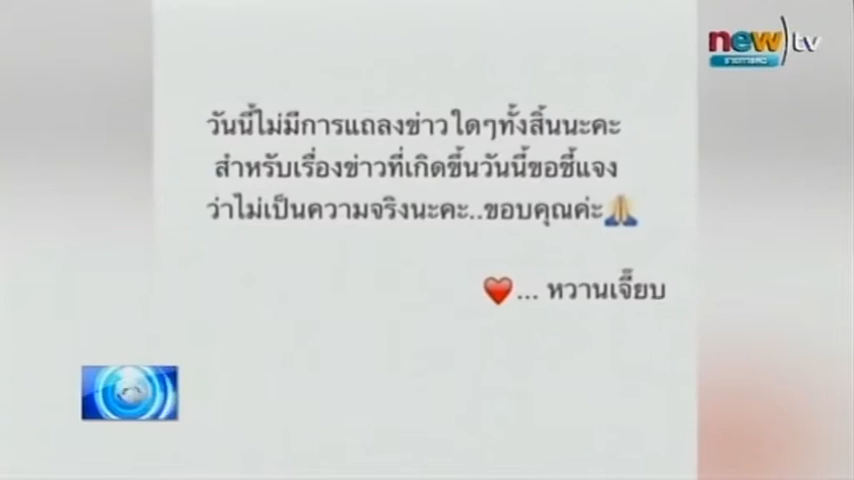 new)tv
วันนี้ไม่มีการแถลงข่าวใดๆทั้งสิ้นนะคะ
สำหรับเรื่องข่าวที่เกิดขึ้นวันนี้ขอชี้แจง
ว่าไม่เป็นความจริงนะคะ..ขอบคุณค่ะ🙏
❤️... หวานเจี๊ยบ